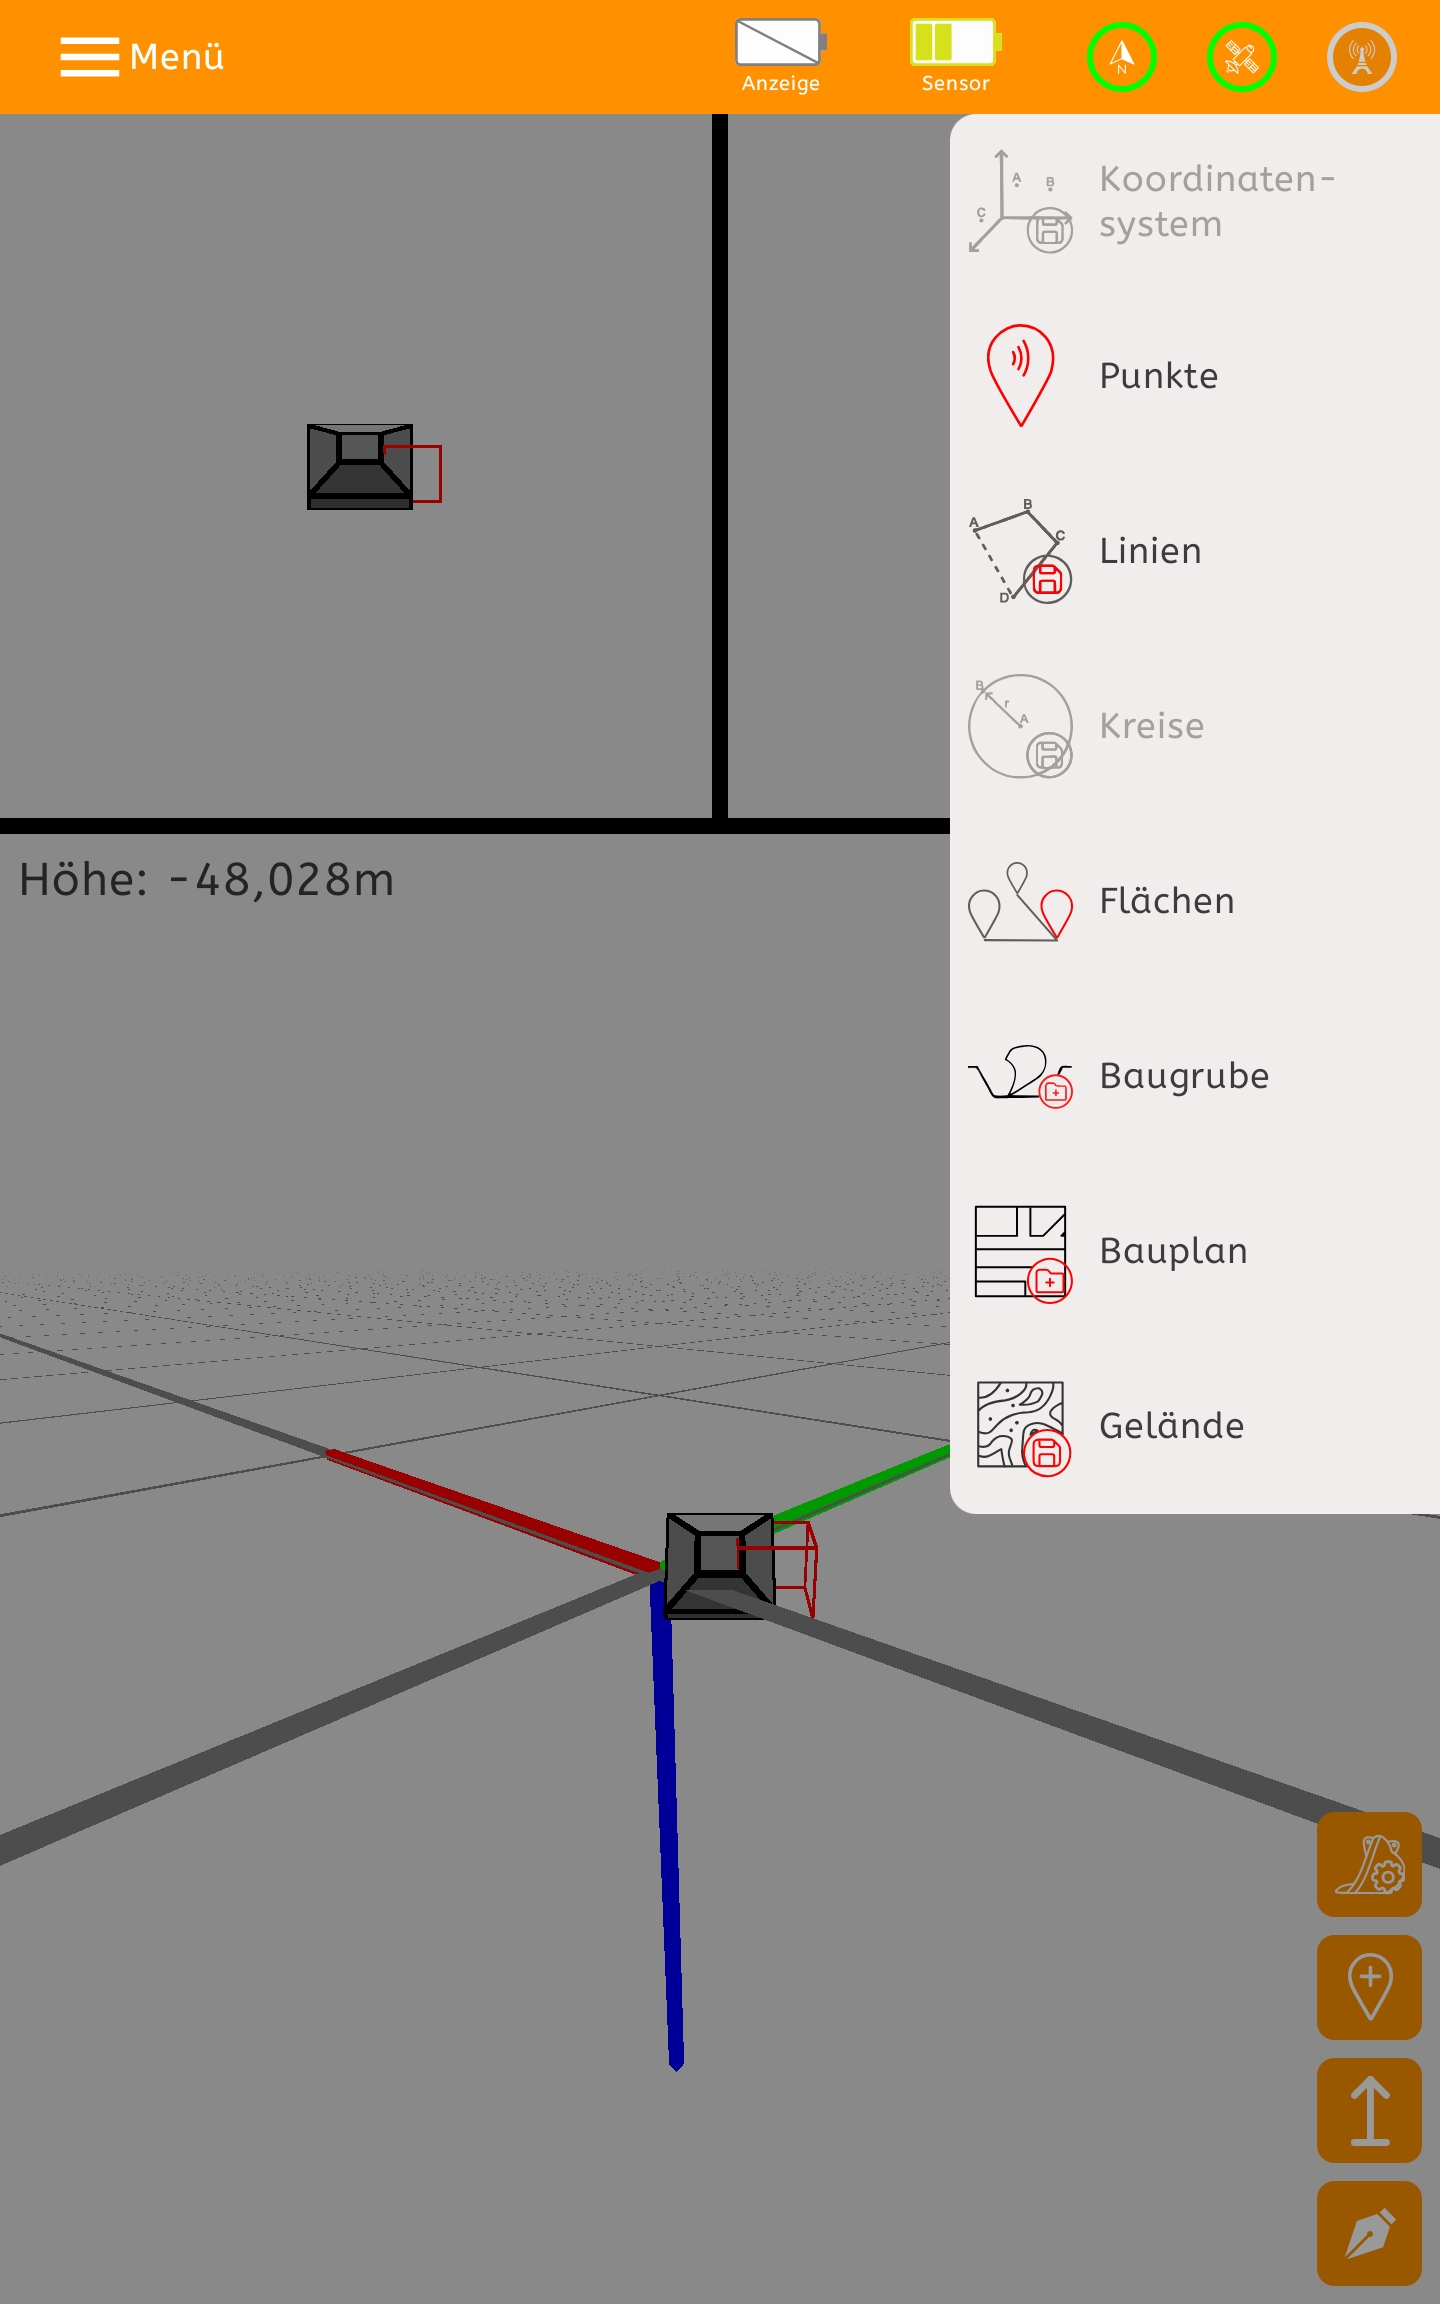 Menü
Anzeige
Sensor
N
Koordinaten-
system
A
B
C
Punkte
Linien
A
B
C
D
Kreise
B
r
A
Höhe: -48,028m
Flächen
Baugrube
Bauplan
Gelände